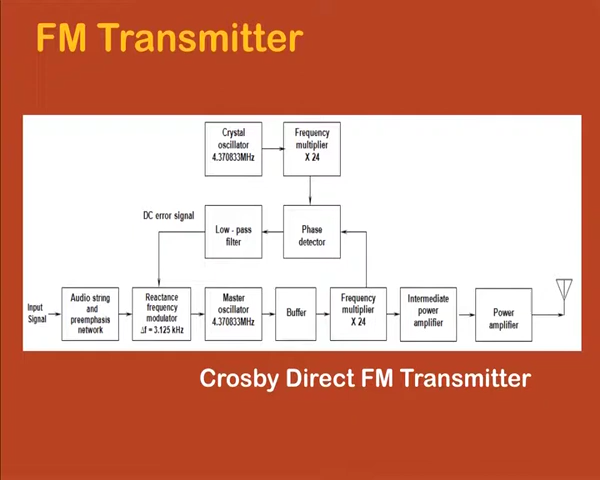 FM Transmitter
Crystal
oscillator
4.370833MHz
Frequency
multiplier
X 24
DC error signal
Low - pass
filter
Phase
detector
Input
Signal
Audio string
and
preemphasis
network
Reactance
frequency
modulator
Δf = 3.125 kHz
Master
oscillator
4.370833MHz
Buffer
Frequency
multiplier
X 24
Intermediate
power
amplifier
Power
amplifier
Crosby Direct FM Transmitter